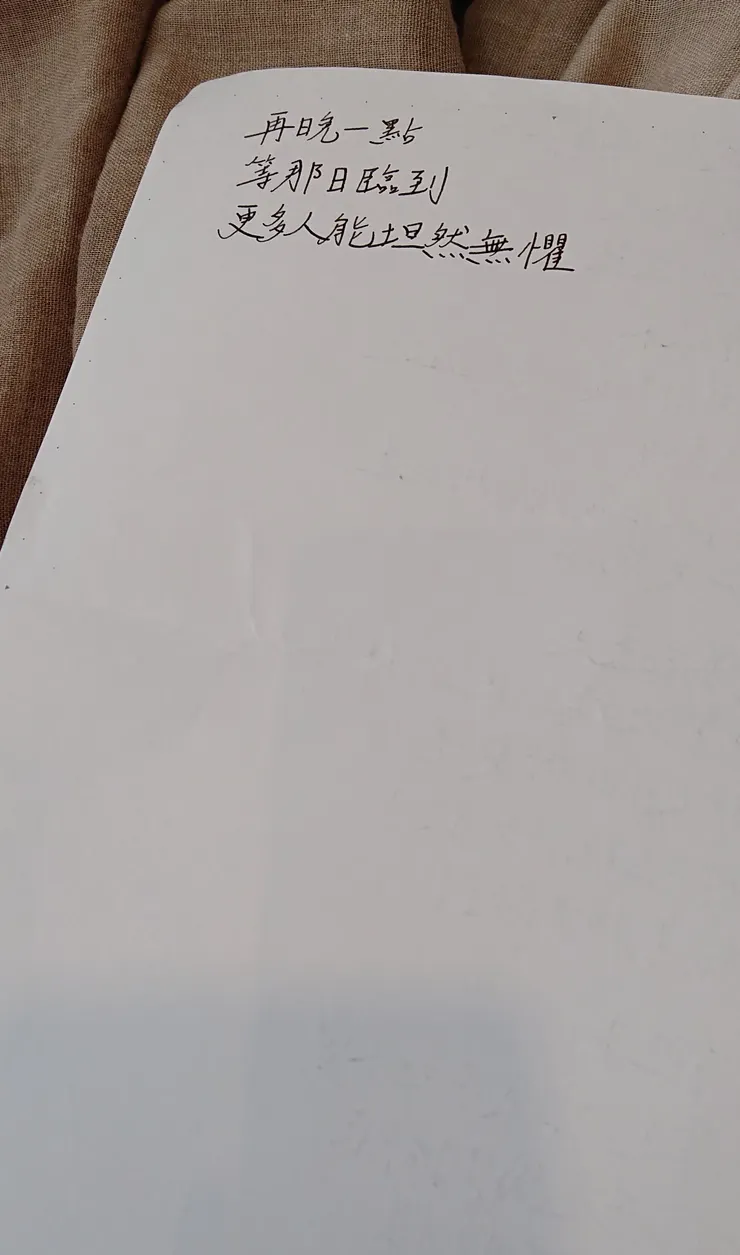 再晚一點
等那日臨到
更多人能坦然無懼